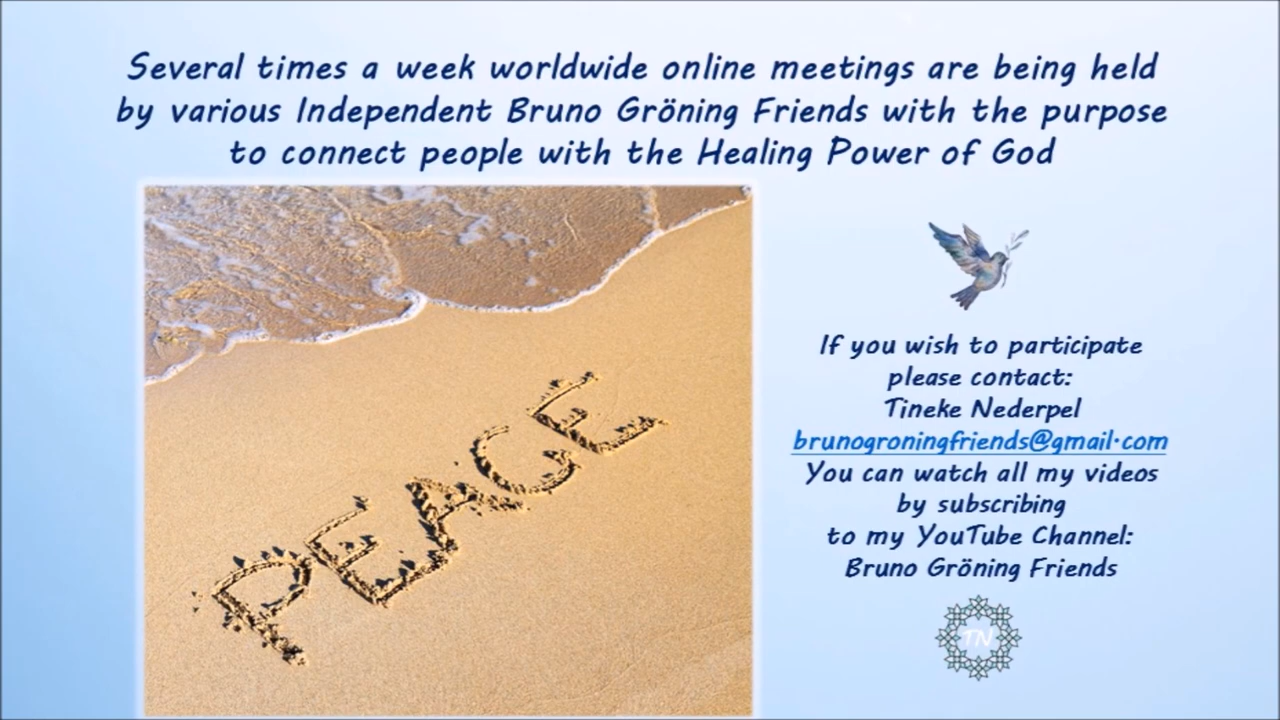 Several times a week worldwide online meetings are being held
by various Independent Bruno Gröning Friends with the purpose
to connect people with the Healing Power of God
PEACE
If you wish to participate
please contact:
Tineke Nederpel
brunogroningfriends@gmail.com
You can watch all my videos
by subscribing
to my YouTube Channel:
Bruno Gröning Friends
TN